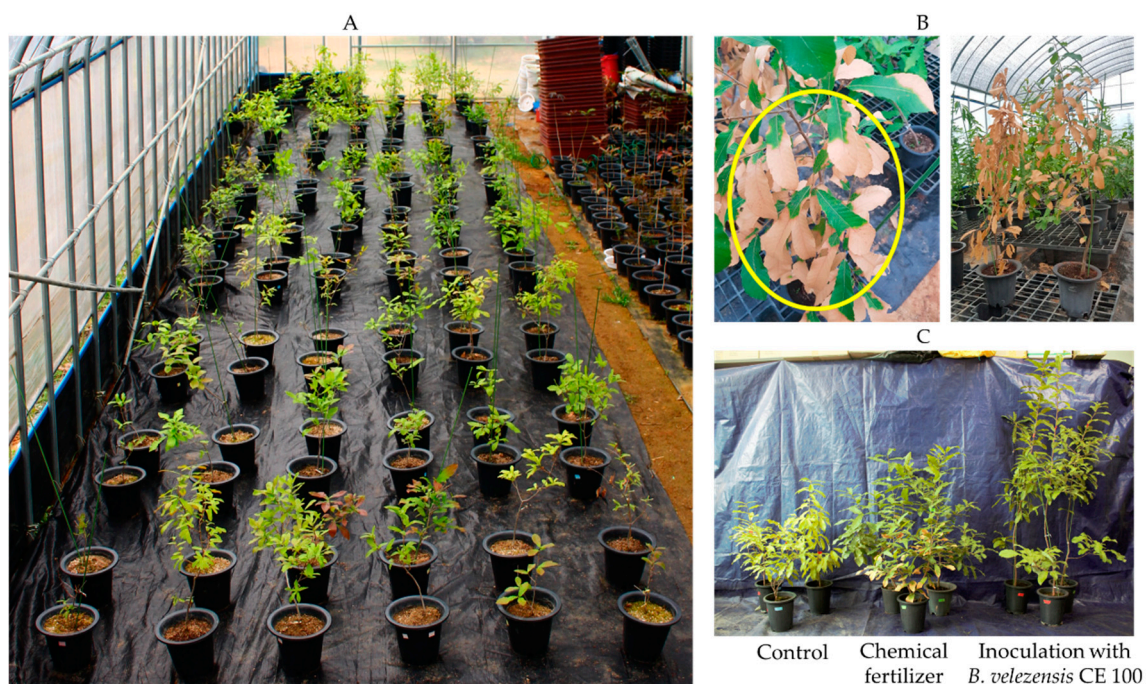 A
B
C
Control
Chemical
fertilizer
Inoculation with
B. velezensis CE 100